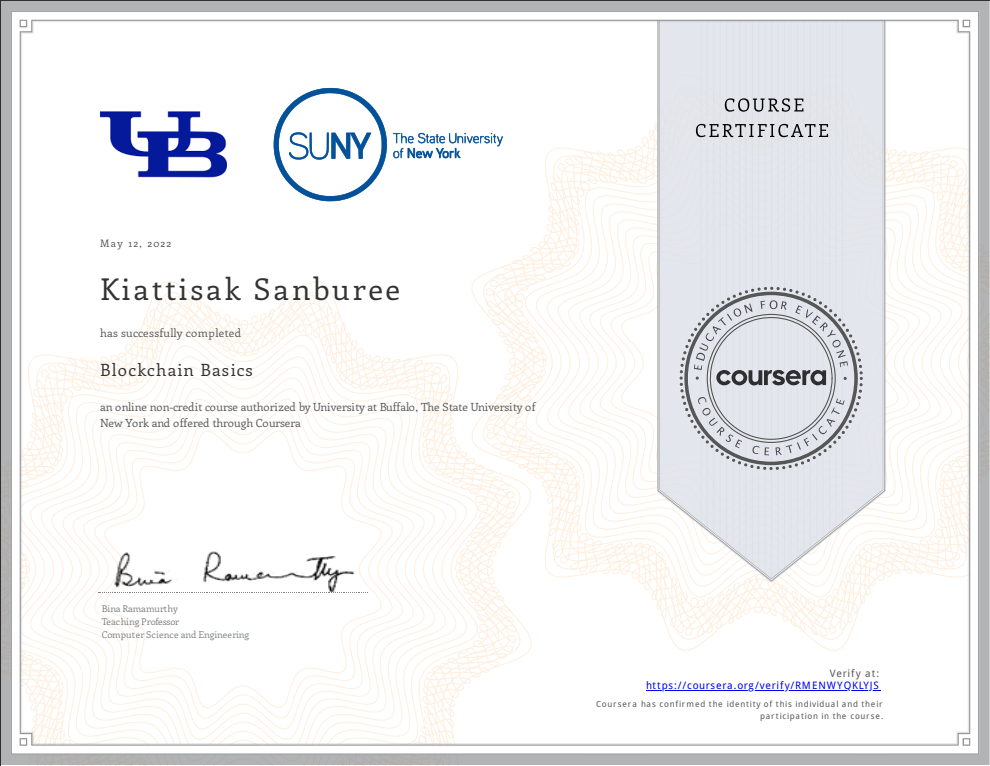 UB
SUNY
The State University
of New York
COURSE
CERTIFICATE
May 12, 2022
Kiattisak Sanburee
has successfully completed
Blockchain Basics
an online non-credit course authorized by University at Buffalo, The State University of
New York and offered through Coursera
EDUCATION FOR EVERYONE
coursera
COURSE CERTIFICATE
Bina Ramamurthy
Bina Ramamurthy
Teaching Professor
Computer Science and Engineering
Verify at:
https://coursera.org/verify/RMENWYQKLYJS
Coursera has confirmed the identity of this individual and their
participation in the course.